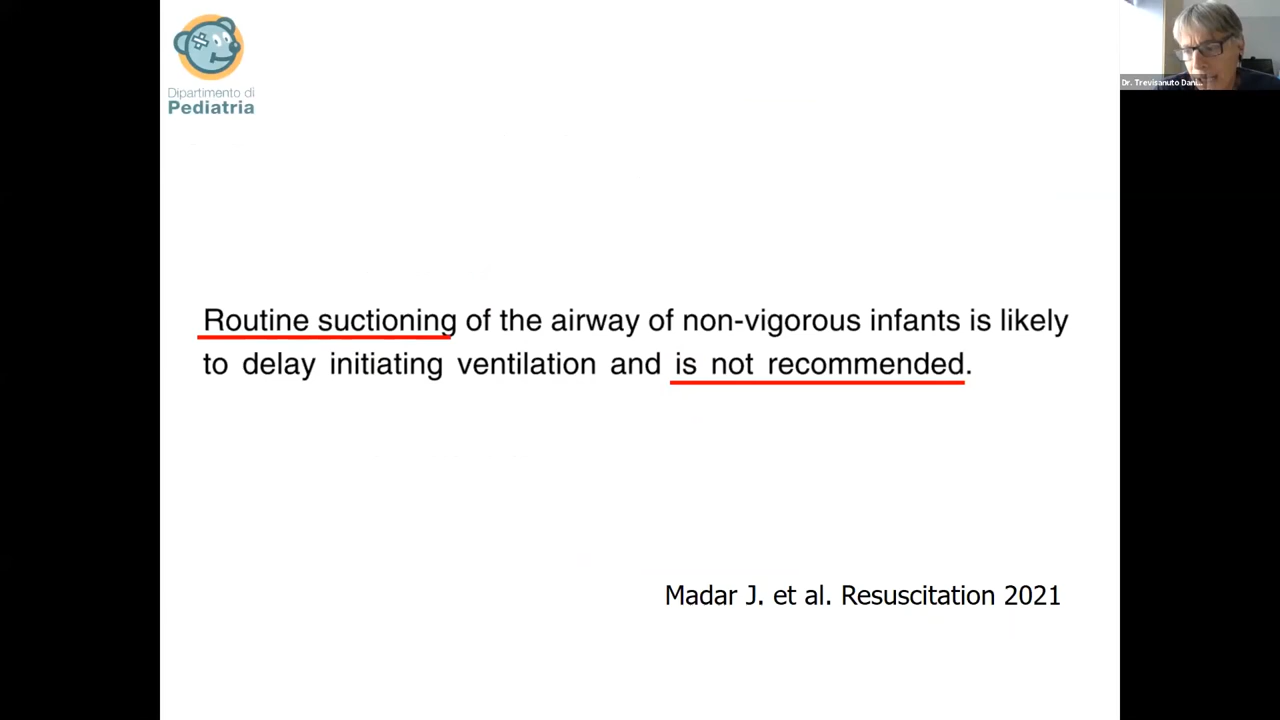 Dipartimento di
Pediatria
Dr. Trevisanuto Dani...
Routine suctioning of the airway of non-vigorous infants is likely
to delay initiating ventilation and is not recommended.
Madar J. et al. Resuscitation 2021